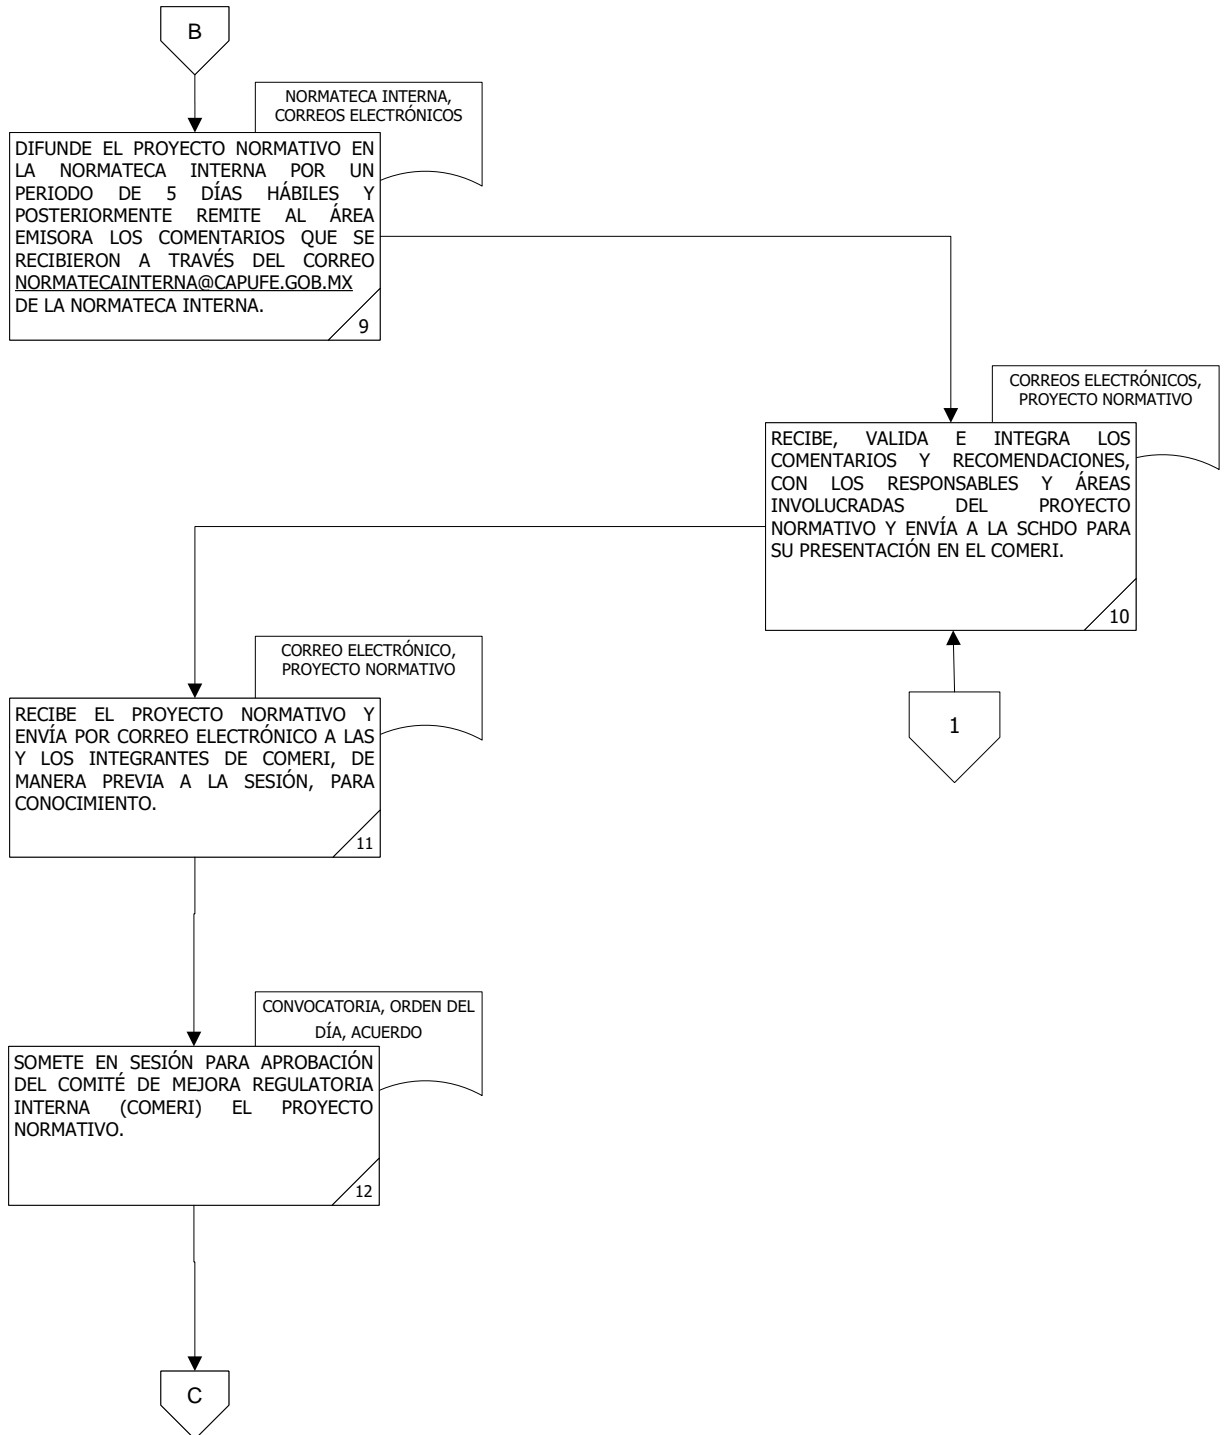 B
NORMATECA INTERNA,
CORREOS ELECTRÓNICOS
DIFUNDE EL PROYECTO NORMATIVO EN
LA NORMATECA INTERNA POR UN
PERIODO DE 5 DÍAS HÁBILES Y
POSTERIORMENTE REMITE AL ÁREA
EMISORA LOS COMENTARIOS QUE SE
RECIBIERON A TRAVÉS DEL CORREO
NORMATECAINTERNA@CAPUFE.GOB.MX
DE LA NORMATECA INTERNA.
9
CORREOS ELECTRÓNICOS,
PROYECTO NORMATIVO
RECIBE, VALIDA E INTEGRA LOS
COMENTARIOS Y RECOMENDACIONES,
CON LOS RESPONSABLES Y ÁREAS
INVOLUCRADAS DEL PROYECTO
NORMATIVO Y ENVÍA A LA SCHDO PARA
SU PRESENTACIÓN EN EL COMERI.
10
1
CORREO ELECTRÓNICO,
PROYECTO NORMATIVO
RECIBE EL PROYECTO NORMATIVO Y
ENVÍA POR CORREO ELECTRÓNICO A LAS
Y LOS INTEGRANTES DE COMERI, DE
MANERA PREVIA A LA SESIÓN, PARA
CONOCIMIENTO.
11
CONVOCATORIA, ORDEN DEL
DÍA, ACUERDO
SOMETE EN SESIÓN PARA APROBACIÓN
DEL COMITÉ DE MEJORA REGULATORIA
INTERNA (COMERI) EL PROYECTO
NORMATIVO.
12
C